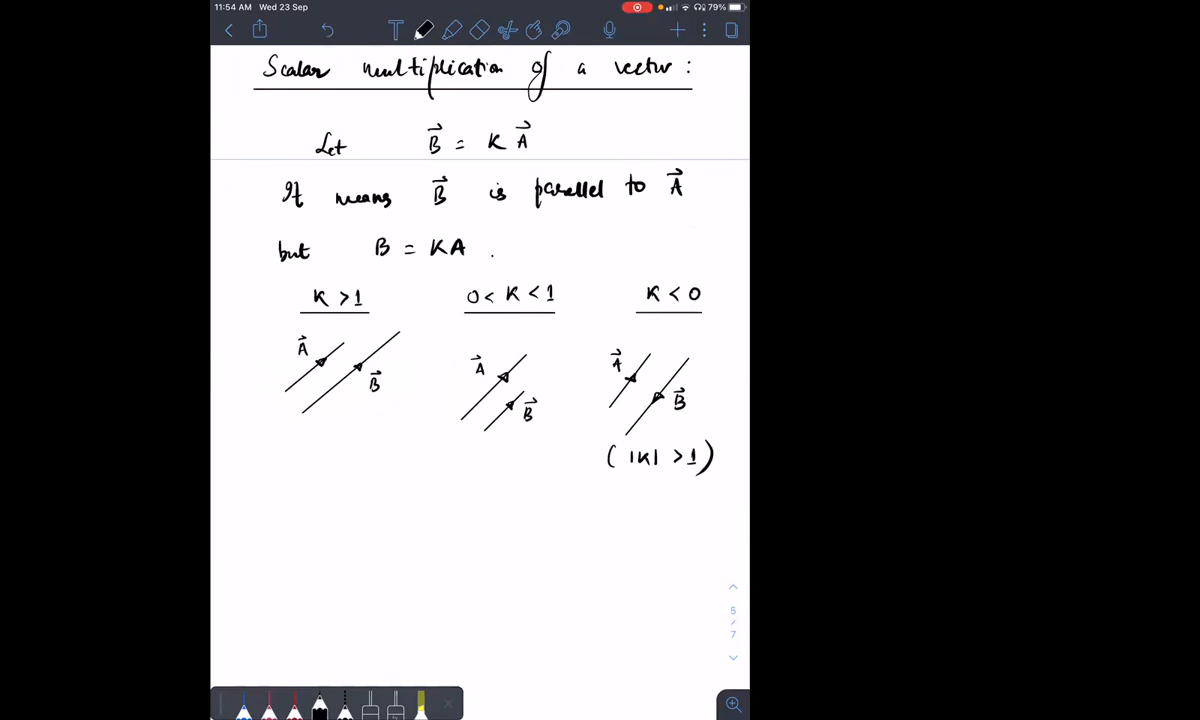 11:54 AM Wed 23 Sep 79%
Scalar multiplication of a vector :
Let B⃗ = K A⃗
It means B⃗ is parallel to A⃗
but B = KA .
K > 1 0 < K < 1 K < 0
A⃗ B⃗ A⃗ B⃗ A⃗ B⃗
( |K| > 1 )
5
/
7